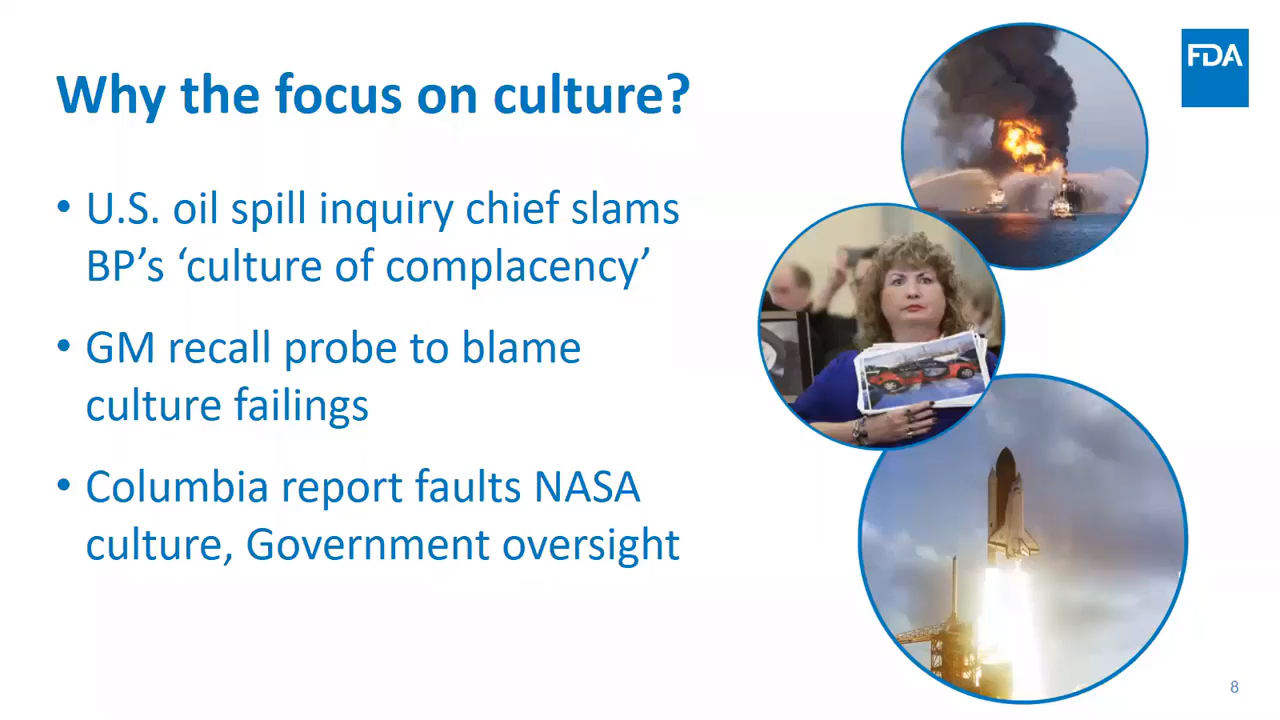 FDA
Why the focus on culture?
• U.S. oil spill inquiry chief slams
BP’s ‘culture of complacency’
• GM recall probe to blame
culture failings
• Columbia report faults NASA
culture, Government oversight
8